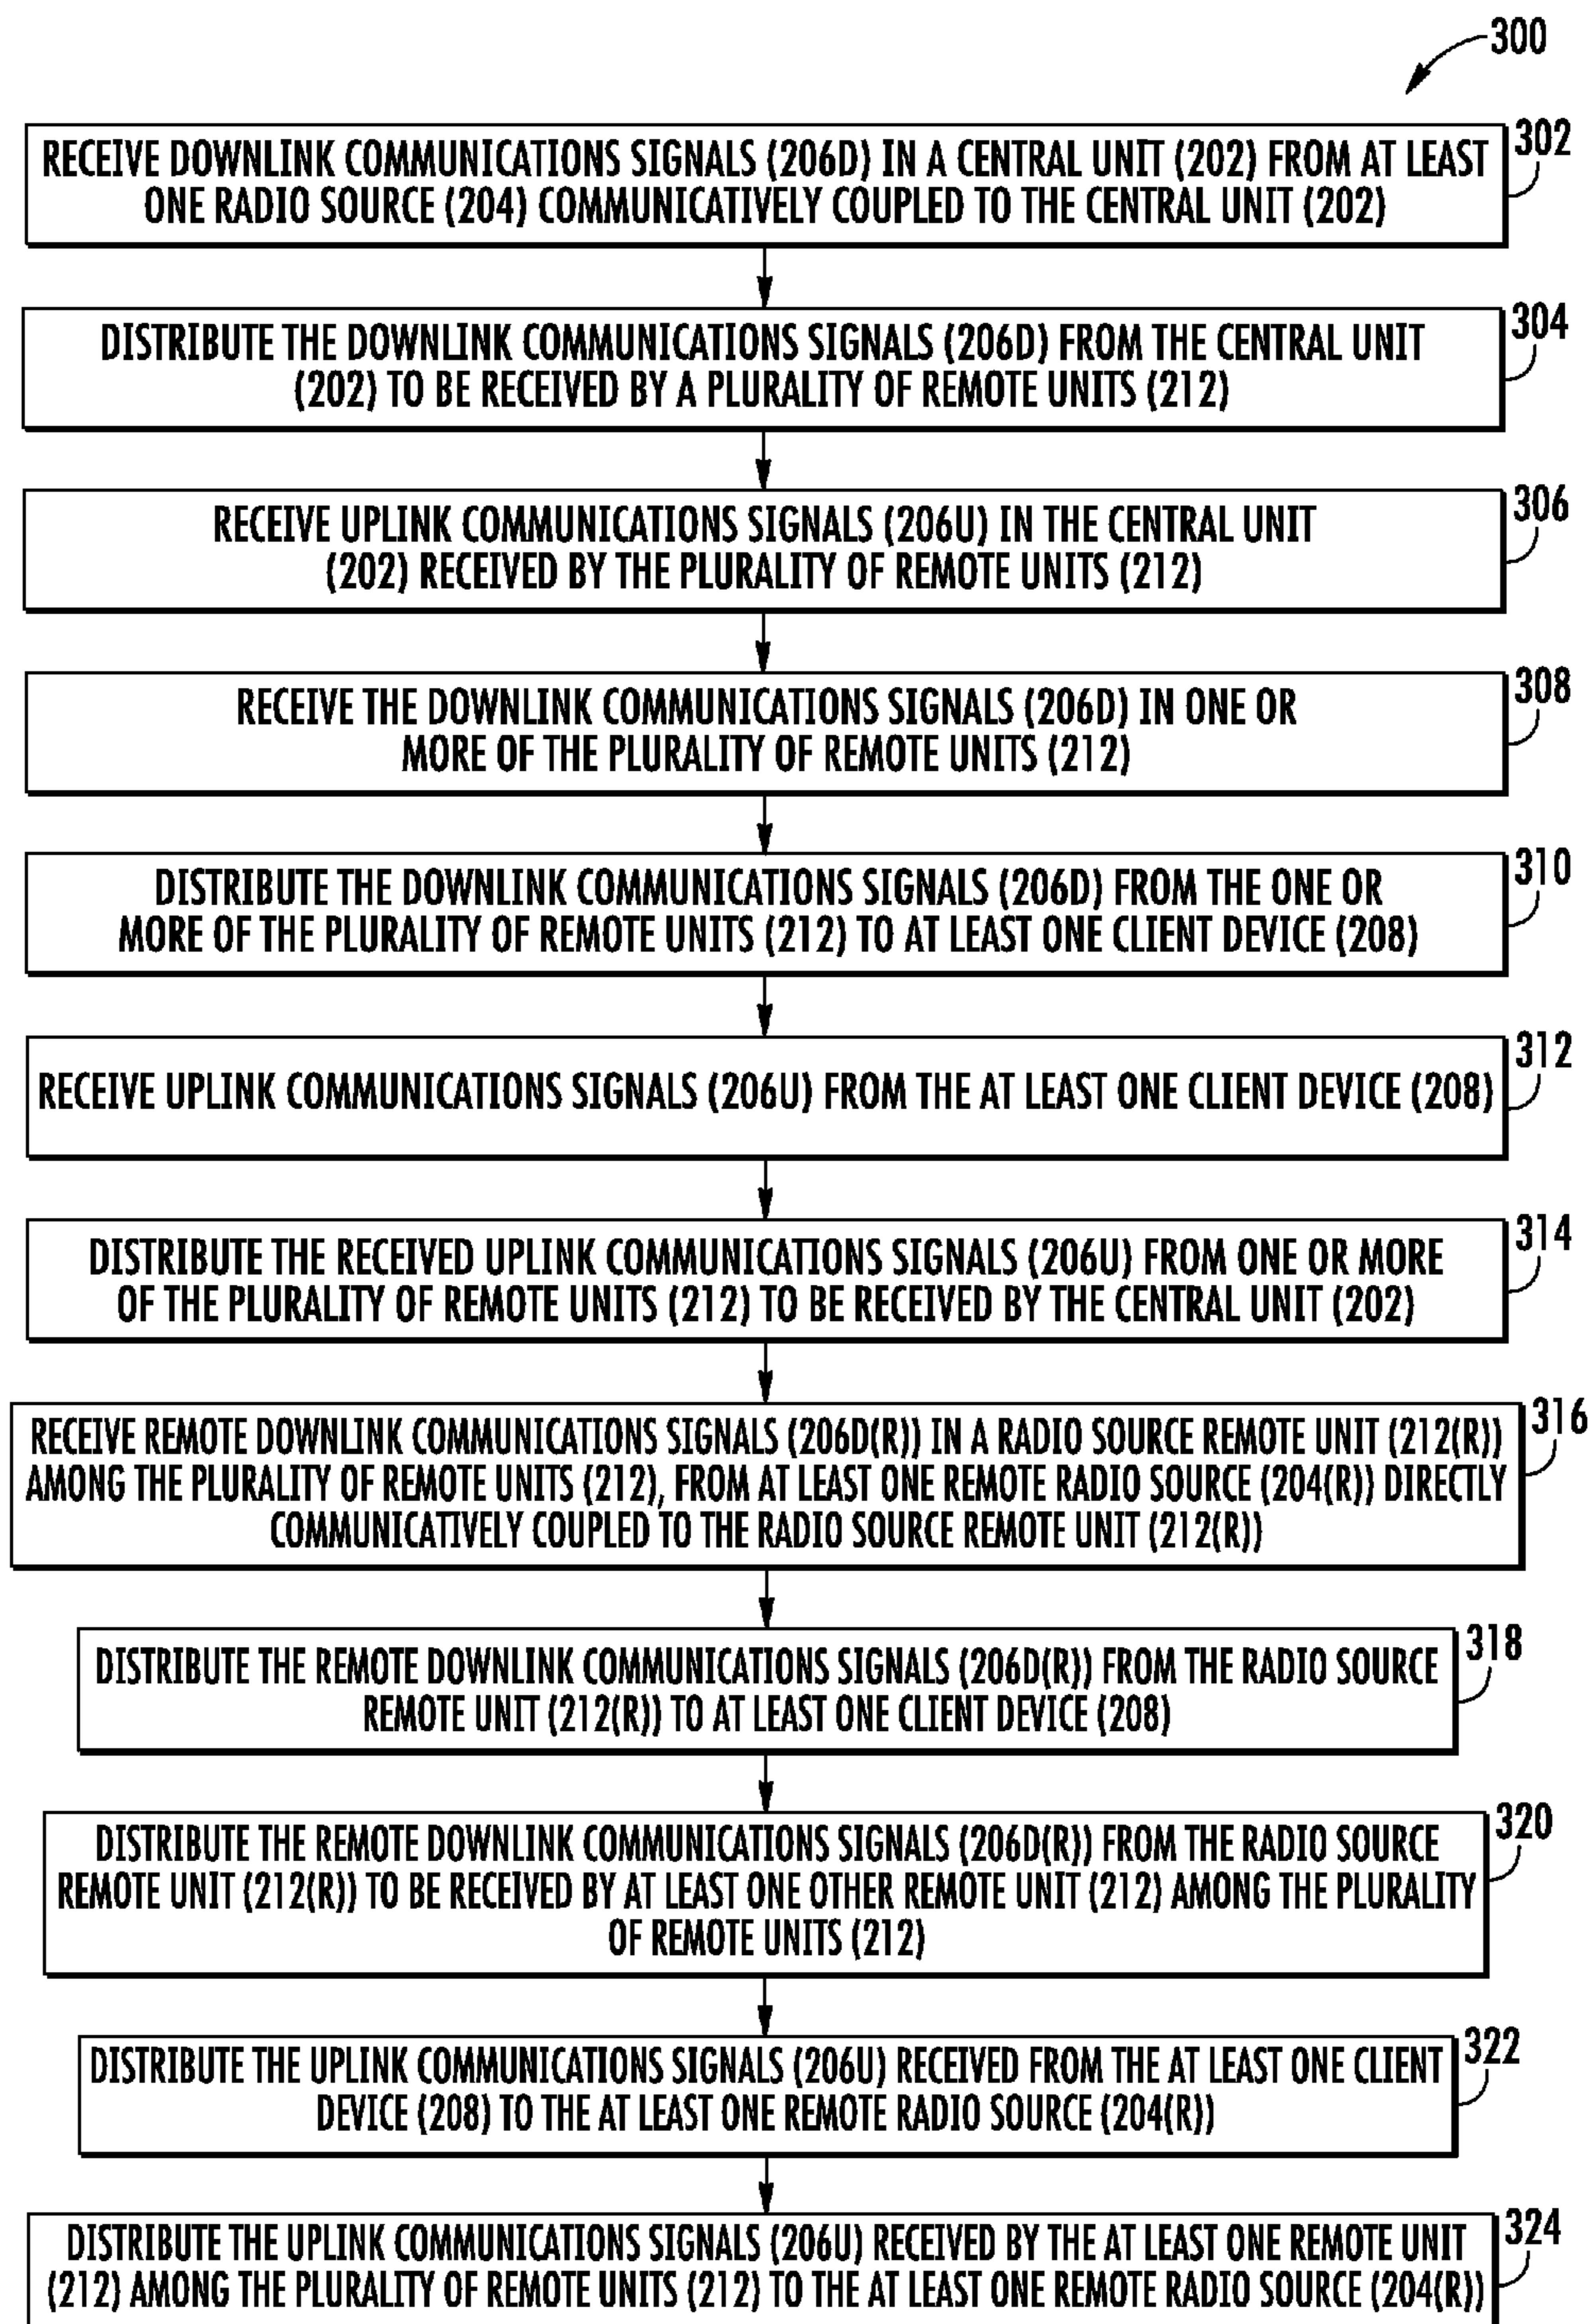 300
302
RECEIVE DOWNLINK COMMUNICATIONS SIGNALS (206D) IN A CENTRAL UNIT (202) FROM AT LEAST
ONE RADIO SOURCE (204) COMMUNICATIVELY COUPLED TO THE CENTRAL UNIT (202)
304
DISTRIBUTE THE DOWNLINK COMMUNICATIONS SIGNALS (206D) FROM THE CENTRAL UNIT
(202) TO BE RECEIVED BY A PLURALITY OF REMOTE UNITS (212)
306
RECEIVE UPLINK COMMUNICATIONS SIGNALS (206U) IN THE CENTRAL UNIT
(202) RECEIVED BY THE PLURALITY OF REMOTE UNITS (212)
308
RECEIVE THE DOWNLINK COMMUNICATIONS SIGNALS (206D) IN ONE OR
MORE OF THE PLURALITY OF REMOTE UNITS (212)
310
DISTRIBUTE THE DOWNLINK COMMUNICATIONS SIGNALS (206D) FROM THE ONE OR
MORE OF THE PLURALITY OF REMOTE UNITS (212) TO AT LEAST ONE CLIENT DEVICE (208)
312
RECEIVE UPLINK COMMUNICATIONS SIGNALS (206U) FROM THE AT LEAST ONE CLIENT DEVICE (208)
314
DISTRIBUTE THE RECEIVED UPLINK COMMUNICATIONS SIGNALS (206U) FROM ONE OR MORE
OF THE PLURALITY OF REMOTE UNITS (212) TO BE RECEIVED BY THE CENTRAL UNIT (202)
316
RECEIVE REMOTE DOWNLINK COMMUNICATIONS SIGNALS (206D(R)) IN A RADIO SOURCE REMOTE UNIT (212(R))
AMONG THE PLURALITY OF REMOTE UNITS (212), FROM AT LEAST ONE REMOTE RADIO SOURCE (204(R)) DIRECTLY
COMMUNICATIVELY COUPLED TO THE RADIO SOURCE REMOTE UNIT (212(R))
318
DISTRIBUTE THE REMOTE DOWNLINK COMMUNICATIONS SIGNALS (206D(R)) FROM THE RADIO SOURCE
REMOTE UNIT (212(R)) TO AT LEAST ONE CLIENT DEVICE (208)
320
DISTRIBUTE THE REMOTE DOWNLINK COMMUNICATIONS SIGNALS (206D(R)) FROM THE RADIO SOURCE
REMOTE UNIT (212(R)) TO BE RECEIVED BY AT LEAST ONE OTHER REMOTE UNIT (212) AMONG THE PLURALITY
OF REMOTE UNITS (212)
322
DISTRIBUTE THE UPLINK COMMUNICATIONS SIGNALS (206U) RECEIVED FROM THE AT LEAST ONE CLIENT
DEVICE (208) TO THE AT LEAST ONE REMOTE RADIO SOURCE (204(R))
324
DISTRIBUTE THE UPLINK COMMUNICATIONS SIGNALS (206U) RECEIVED BY THE AT LEAST ONE REMOTE UNIT
(212) AMONG THE PLURALITY OF REMOTE UNITS (212) TO THE AT LEAST ONE REMOTE RADIO SOURCE (204(R))